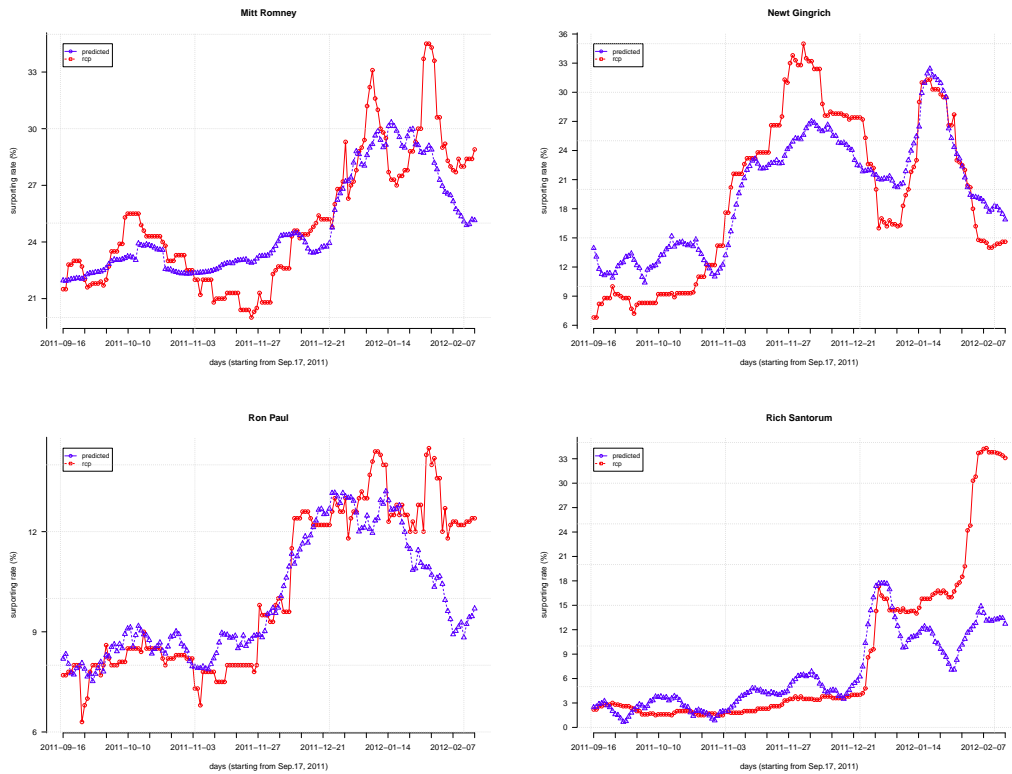 Mitt Romney
predicted
rcp
surporting rate (%)
33
30
27
24
21
2011−09−16 2011−10−10 2011−11−03 2011−11−27 2011−12−21 2012−01−14 2012−02−07
days (starting from Sep.17, 2011)
Newt Gingrich
predicted
rcp
surporting rate (%)
36
33
30
27
24
21
18
15
12
9
6
2011−09−16 2011−10−10 2011−11−03 2011−11−27 2011−12−21 2012−01−14 2012−02−07
days (starting from Sep.17, 2011)
Ron Paul
predicted
rcp
surporting rate (%)
12
9
6
2011−09−16 2011−10−10 2011−11−03 2011−11−27 2011−12−21 2012−01−14 2012−02−07
days (starting from Sep.17, 2011)
Rich Santorum
predicted
rcp
surporting rate (%)
33
30
27
24
21
18
15
12
9
6
3
0
2011−09−16 2011−10−10 2011−11−03 2011−11−27 2011−12−21 2012−01−14 2012−02−07
days (starting from Sep.17, 2011)